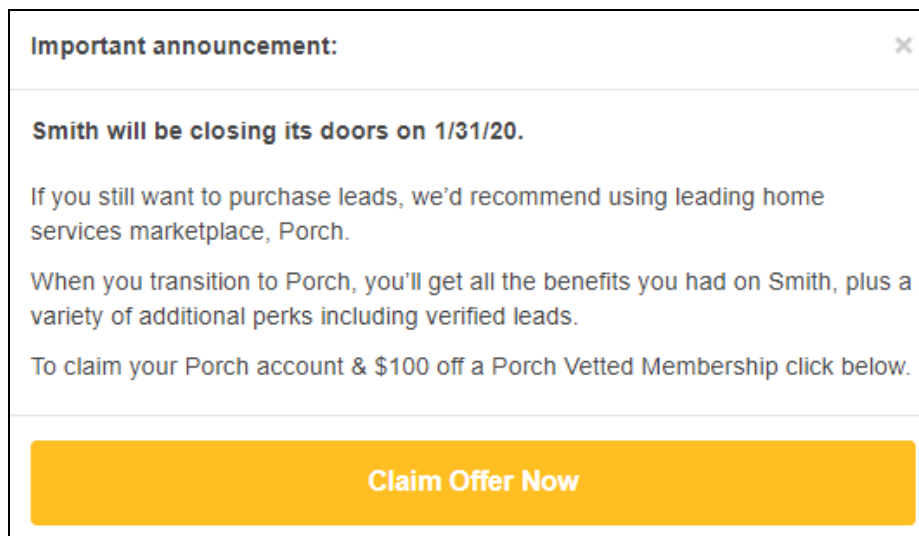 Important announcement:
×
Smith will be closing its doors on 1/31/20.
If you still want to purchase leads, we’d recommend using leading home
services marketplace, Porch.
When you transition to Porch, you’ll get all the benefits you had on Smith, plus a
variety of additional perks including verified leads.
To claim your Porch account & $100 off a Porch Vetted Membership click below.
Claim Offer Now